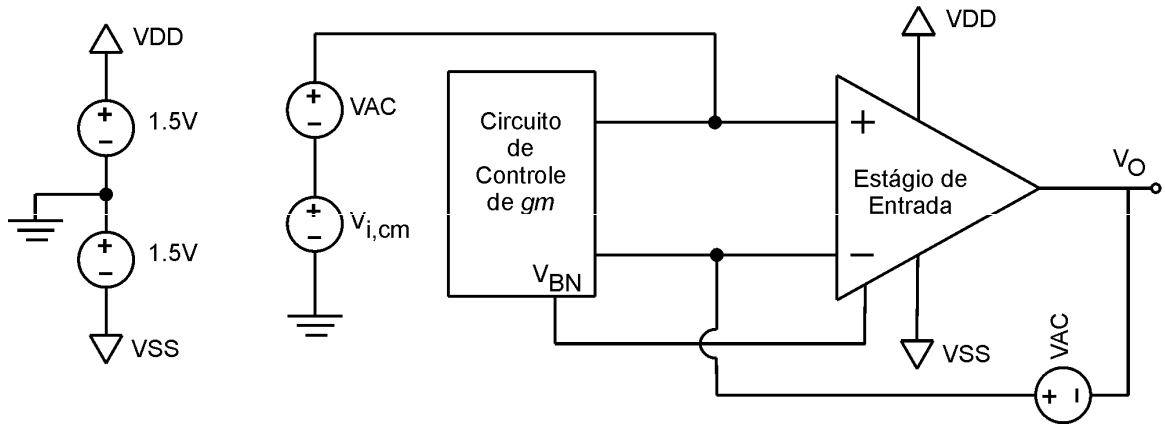 VDD
1.5V
1.5V
VSS
VAC
Vi,cm
Circuito
de
Controle
de gm
VBN
VDD
Estágio de
Entrada
VSS
VO
VAC